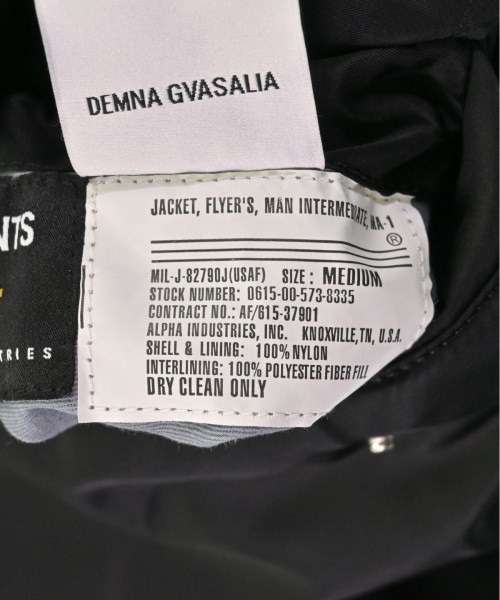 DEMNA GVASALIA
NTS
TRIES
JACKET, FLYER'S, MAN INTERMEDIATE, MA-1
®
MIL-J-82790J(USAF) SIZE: MEDIUM
STOCK NUMBER: 0615-00-573-8335
CONTRACT NO.: AF/615-37901
ALPHA INDUSTRIES, INC. KNOXVILLE, TN, U.S.A.
SHELL & LINING: 100% NYLON
INTERLINING: 100% POLYESTER FIBER FILL
DRY CLEAN ONLY